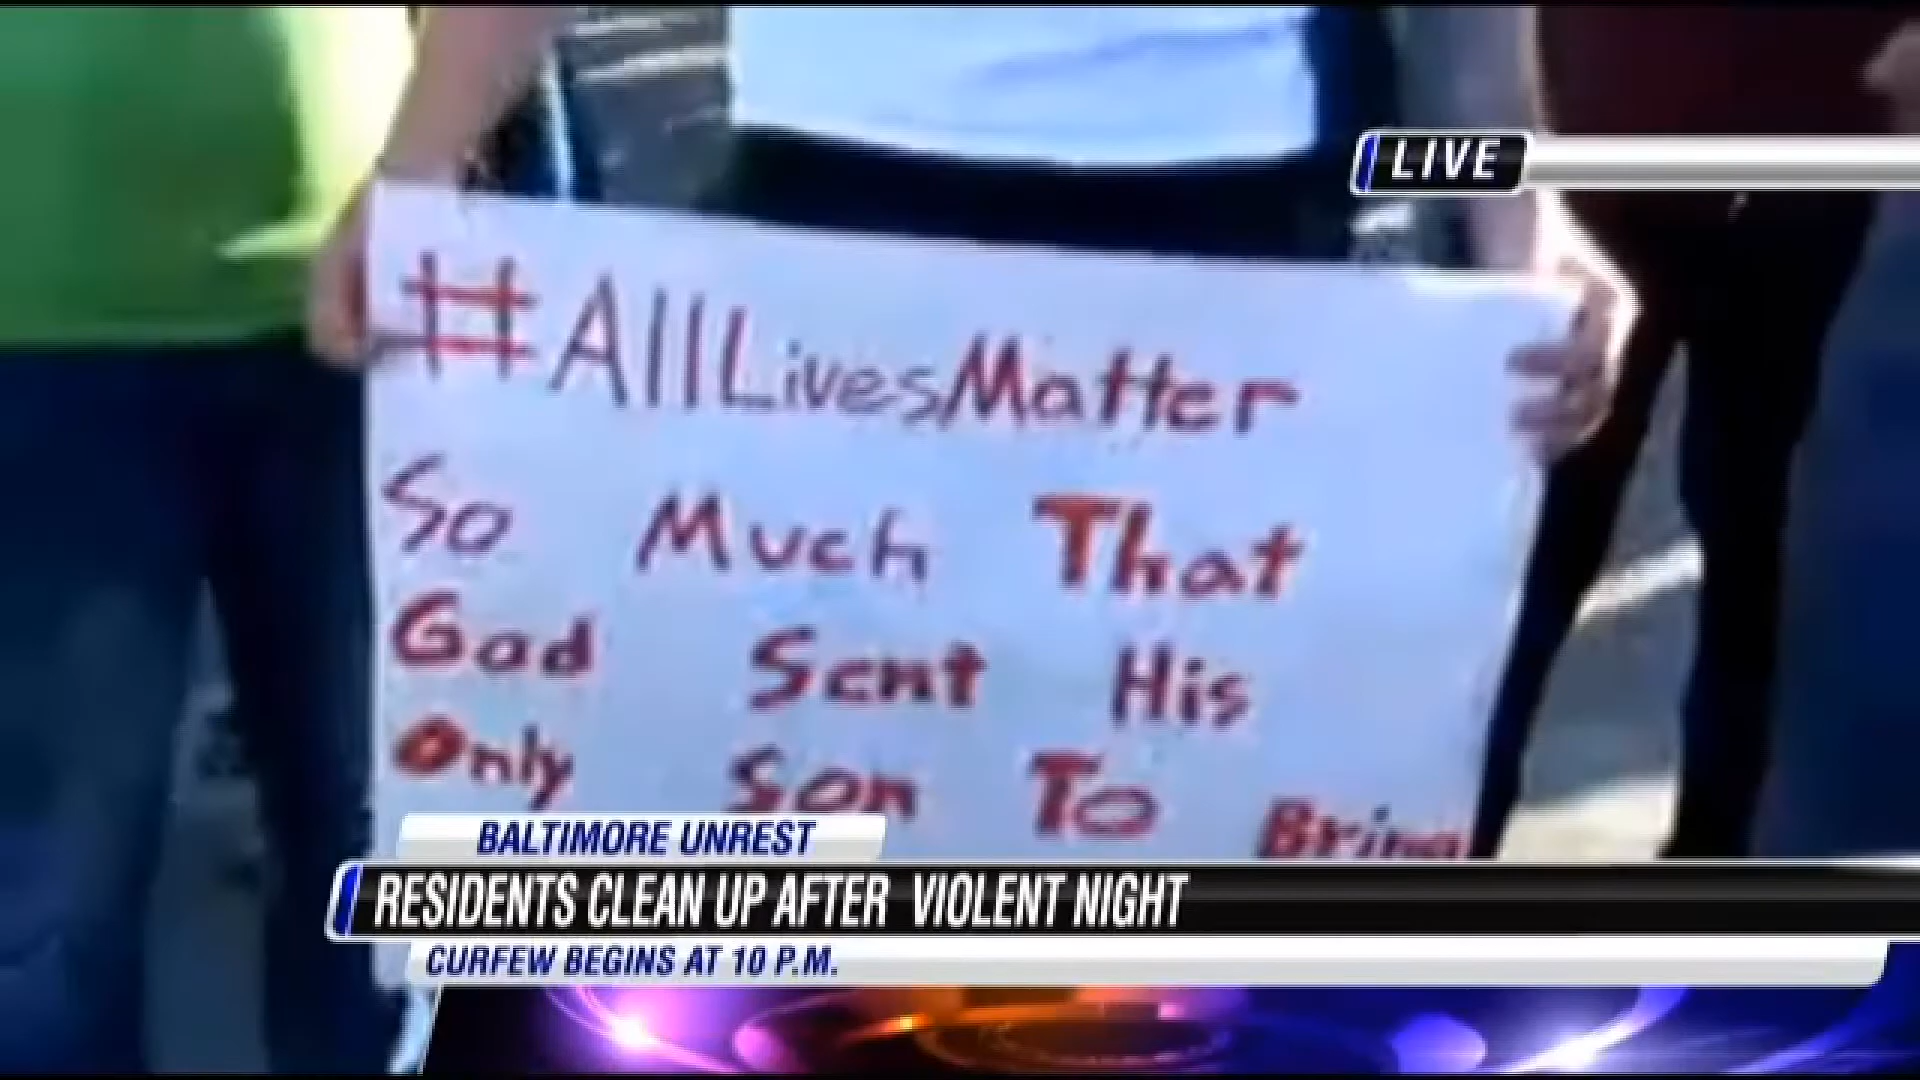 LIVE
#AllLivesMatter
So Much That
God Sent His
Only Son To Bring
BALTIMORE UNREST
RESIDENTS CLEAN UP AFTER VIOLENT NIGHT
CURFEW BEGINS AT 10 P.M.